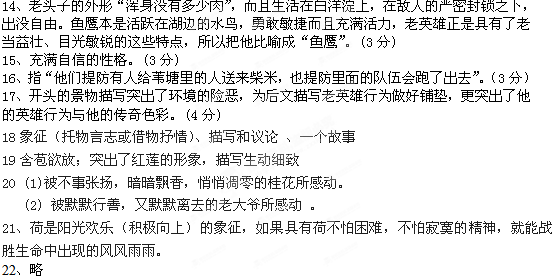 14、老头子的外形“浑身没有多少肉”，而且生活在白洋淀上，在敌人的严密封锁之下，
出没自由。鱼鹰本是活跃在湖边的水鸟，勇敢敏捷而且充满活力，老英雄正是具有了老
当益壮、目光敏锐的这些特点，所以把他比喻成“鱼鹰”。(3 分)
15、充满自信的性格。（3 分）
16、指“他们提防有人给苇塘里的人送来柴米，也提防里面的队伍会跑了出去”。（3 分）
17、开头的景物描写突出了环境的险恶，为后文描写老英雄行为做好铺垫，更突出了他
的英雄行为与他的传奇色彩。（4 分）
18 象征（托物言志或借物抒情）、描写和议论 、一个故事
19 含苞欲放；突出了红莲的形象，描写生动细致
20 (1)被不事张扬，暗暗飘香，悄悄凋零的桂花所感动。
（2）被默默行善，又默默离去的老大爷所感动 。
21、荷是阳光欢乐（积极向上）的象征，如果具有荷不怕困难，不怕寂寞的精神，就能战
胜生命中出现的风风雨雨。
22、略